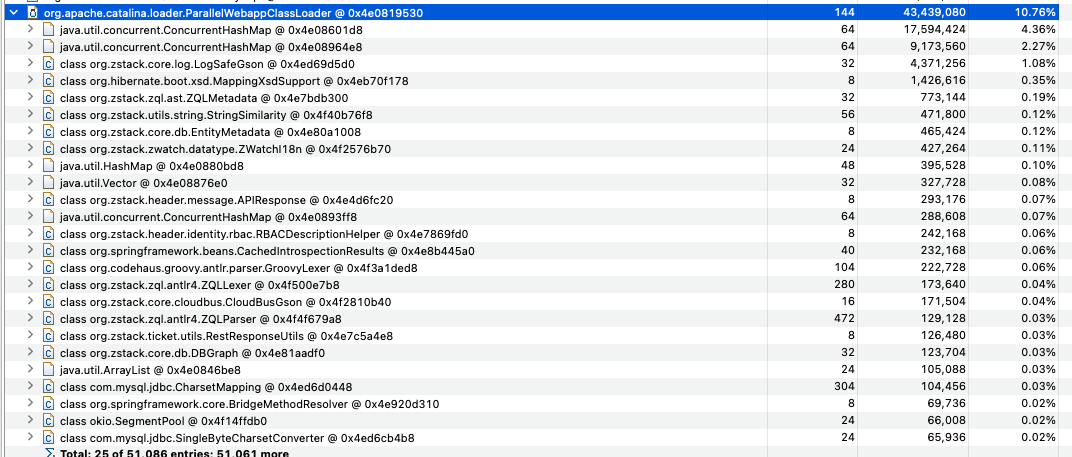 org.apache.catalina.loader.ParallelWebappClassLoader @ 0x4e0819530 144 43,439,080 10.76%
java.util.concurrent.ConcurrentHashMap @ 0x4e08601d8 64 17,594,424 4.36%
java.util.concurrent.ConcurrentHashMap @ 0x4e08964e8 64 9,173,560 2.27%
class org.zstack.core.log.LogSafeGson @ 0x4ed69d5d0 32 4,371,256 1.08%
class org.hibernate.boot.xsd.MappingXsdSupport @ 0x4eb70f178 8 1,426,616 0.35%
class org.zstack.zql.ast.ZQLMetadata @ 0x4e7bdb300 32 773,144 0.19%
class org.zstack.utils.string.StringSimilarity @ 0x4f40b76f8 56 471,800 0.12%
class org.zstack.core.db.EntityMetadata @ 0x4e80a1008 8 465,424 0.12%
class org.zstack.zwatch.datatype.ZWatchI18n @ 0x4f2576b70 24 427,264 0.11%
java.util.HashMap @ 0x4e0880bd8 48 395,528 0.10%
java.util.Vector @ 0x4e08876e0 32 327,728 0.08%
class org.zstack.header.message.APIResponse @ 0x4e4d6fc20 8 293,176 0.07%
java.util.concurrent.ConcurrentHashMap @ 0x4e0893ff8 64 288,608 0.07%
class org.zstack.header.identity.rbac.RBACDescriptionHelper @ 0x4e7869fd0 8 242,168 0.06%
class org.springframework.beans.CachedIntrospectionResults @ 0x4e8b445a0 40 232,168 0.06%
class org.codehaus.groovy.antlr.parser.GroovyLexer @ 0x4f3a1ded8 104 222,728 0.06%
class org.zstack.zql.antlr4.ZQLLexer @ 0x4f500e7b8 280 173,640 0.04%
class org.zstack.core.cloudbus.CloudBusGson @ 0x4f2810b40 16 171,504 0.04%
class org.zstack.zql.antlr4.ZQLParser @ 0x4f4f679a8 472 129,128 0.03%
class org.zstack.ticket.utils.RestResponseUtils @ 0x4e7c5a4e8 8 126,480 0.03%
class org.zstack.core.db.DBGraph @ 0x4e81aadf0 32 123,704 0.03%
java.util.ArrayList @ 0x4e0846be8 24 105,088 0.03%
class com.mysql.jdbc.CharsetMapping @ 0x4ed6d0448 304 104,456 0.03%
class org.springframework.core.BridgeMethodResolver @ 0x4e920d310 8 69,736 0.02%
class okio.SegmentPool @ 0x4f14ffdb0 24 66,008 0.02%
class com.mysql.jdbc.SingleByteCharsetConverter @ 0x4ed6cb4b8 24 65,936 0.02%
Total: 25 of 51,086 entries; 51,061 more